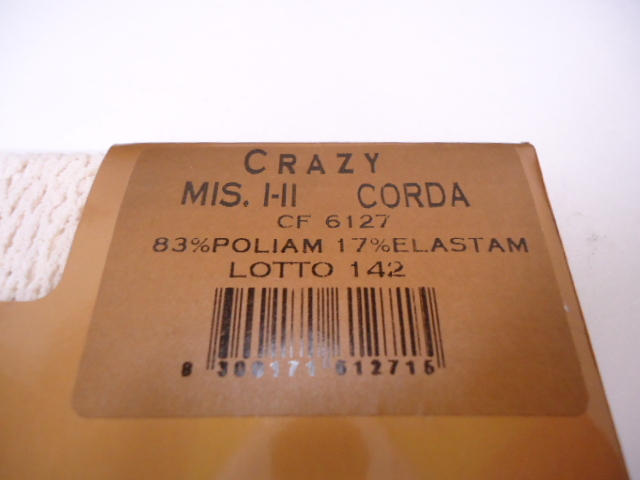 CRAZY
MIS. I-II CORDA
CF 6127
83%POLIAM 17%ELASTAM
LOTTO 142